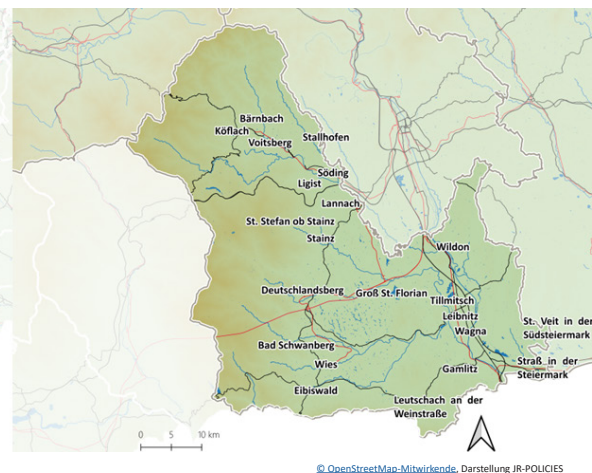 Bärnbach
Köflach
Voitsberg
Stallhofen
Söding
Ligist
Lannach
St. Stefan ob Stainz
Stainz
Wildon
Deutschlandsberg
Groß St. Florian
Tillmitsch
Leibnitz
Wagna
St. Veit in der
Südsteiermark
Bad Schwanberg
Wies
Gamlitz
Straß in der
Steiermark
Eibiswald
Leutschach an der
Weinstraße
0 5 10 km
© OpenStreetMap-Mitwirkende, Darstellung JR-POLICIES